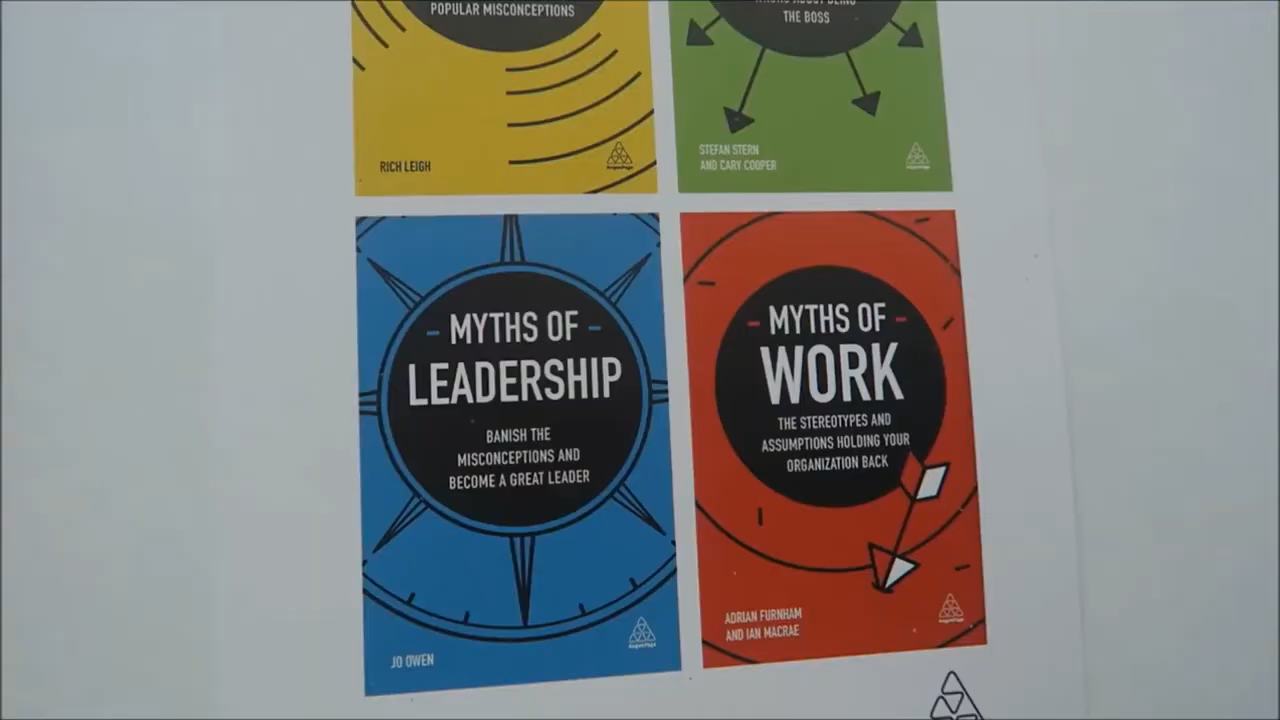 POPULAR MISCONCEPTIONS
RICH LEIGH
THE BOSS
STEFAN STERN
AND CARY COOPER
- MYTHS OF -
LEADERSHIP
BANISH THE
MISCONCEPTIONS AND
BECOME A GREAT LEADER
JO OWEN
- MYTHS OF -
WORK
THE STEREOTYPES AND
ASSUMPTIONS HOLDING YOUR
ORGANIZATION BACK
ADRIAN FURNHAM
AND IAN MACRAE